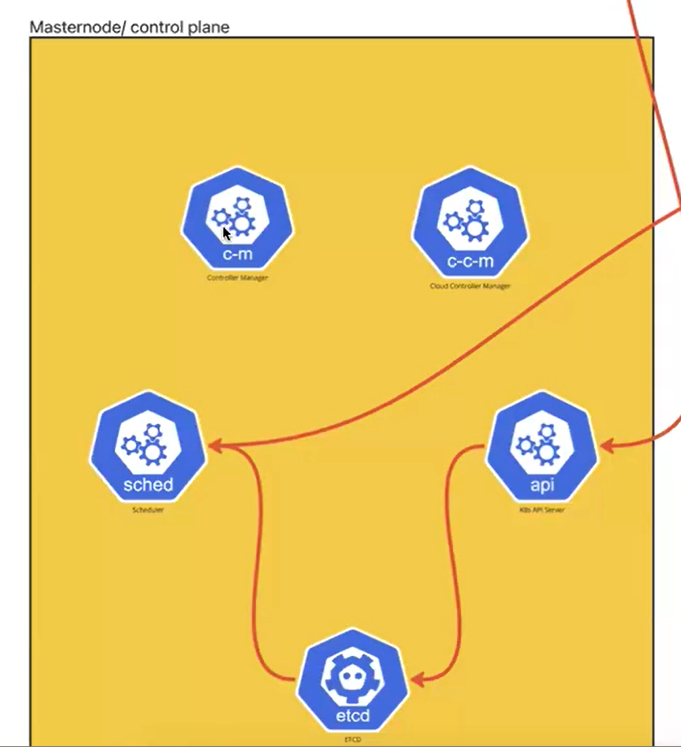 Masternode/ control plane
c-m
Controller Manager
c-c-m
Cloud Controller Manager
sched
Scheduler
api
K8s API Server
etcd
ETCD